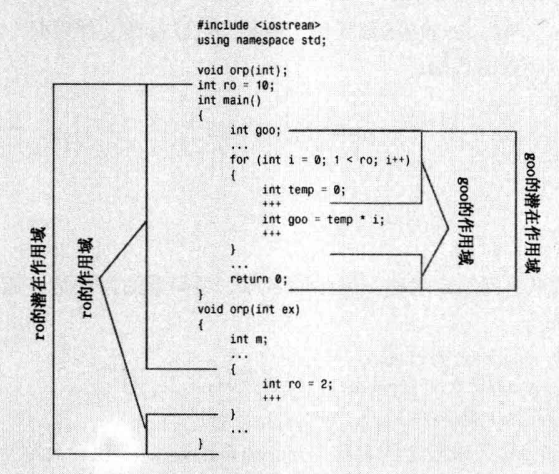 #include <iostream>
using namespace std;
void orp(int);
int ro = 10;
int main()
{
int goo;
...
for (int i = 0; 1 < ro; i++)
{
int temp = 0;
+++
int goo = temp * i;
+++
}
...
return 0;
}
void orp(int ex)
{
int m;
...
{
int ro = 2;
+++
}
...
}
ro的潜在作用域
ro的作用域
goo的作用域
goo的潜在作用域